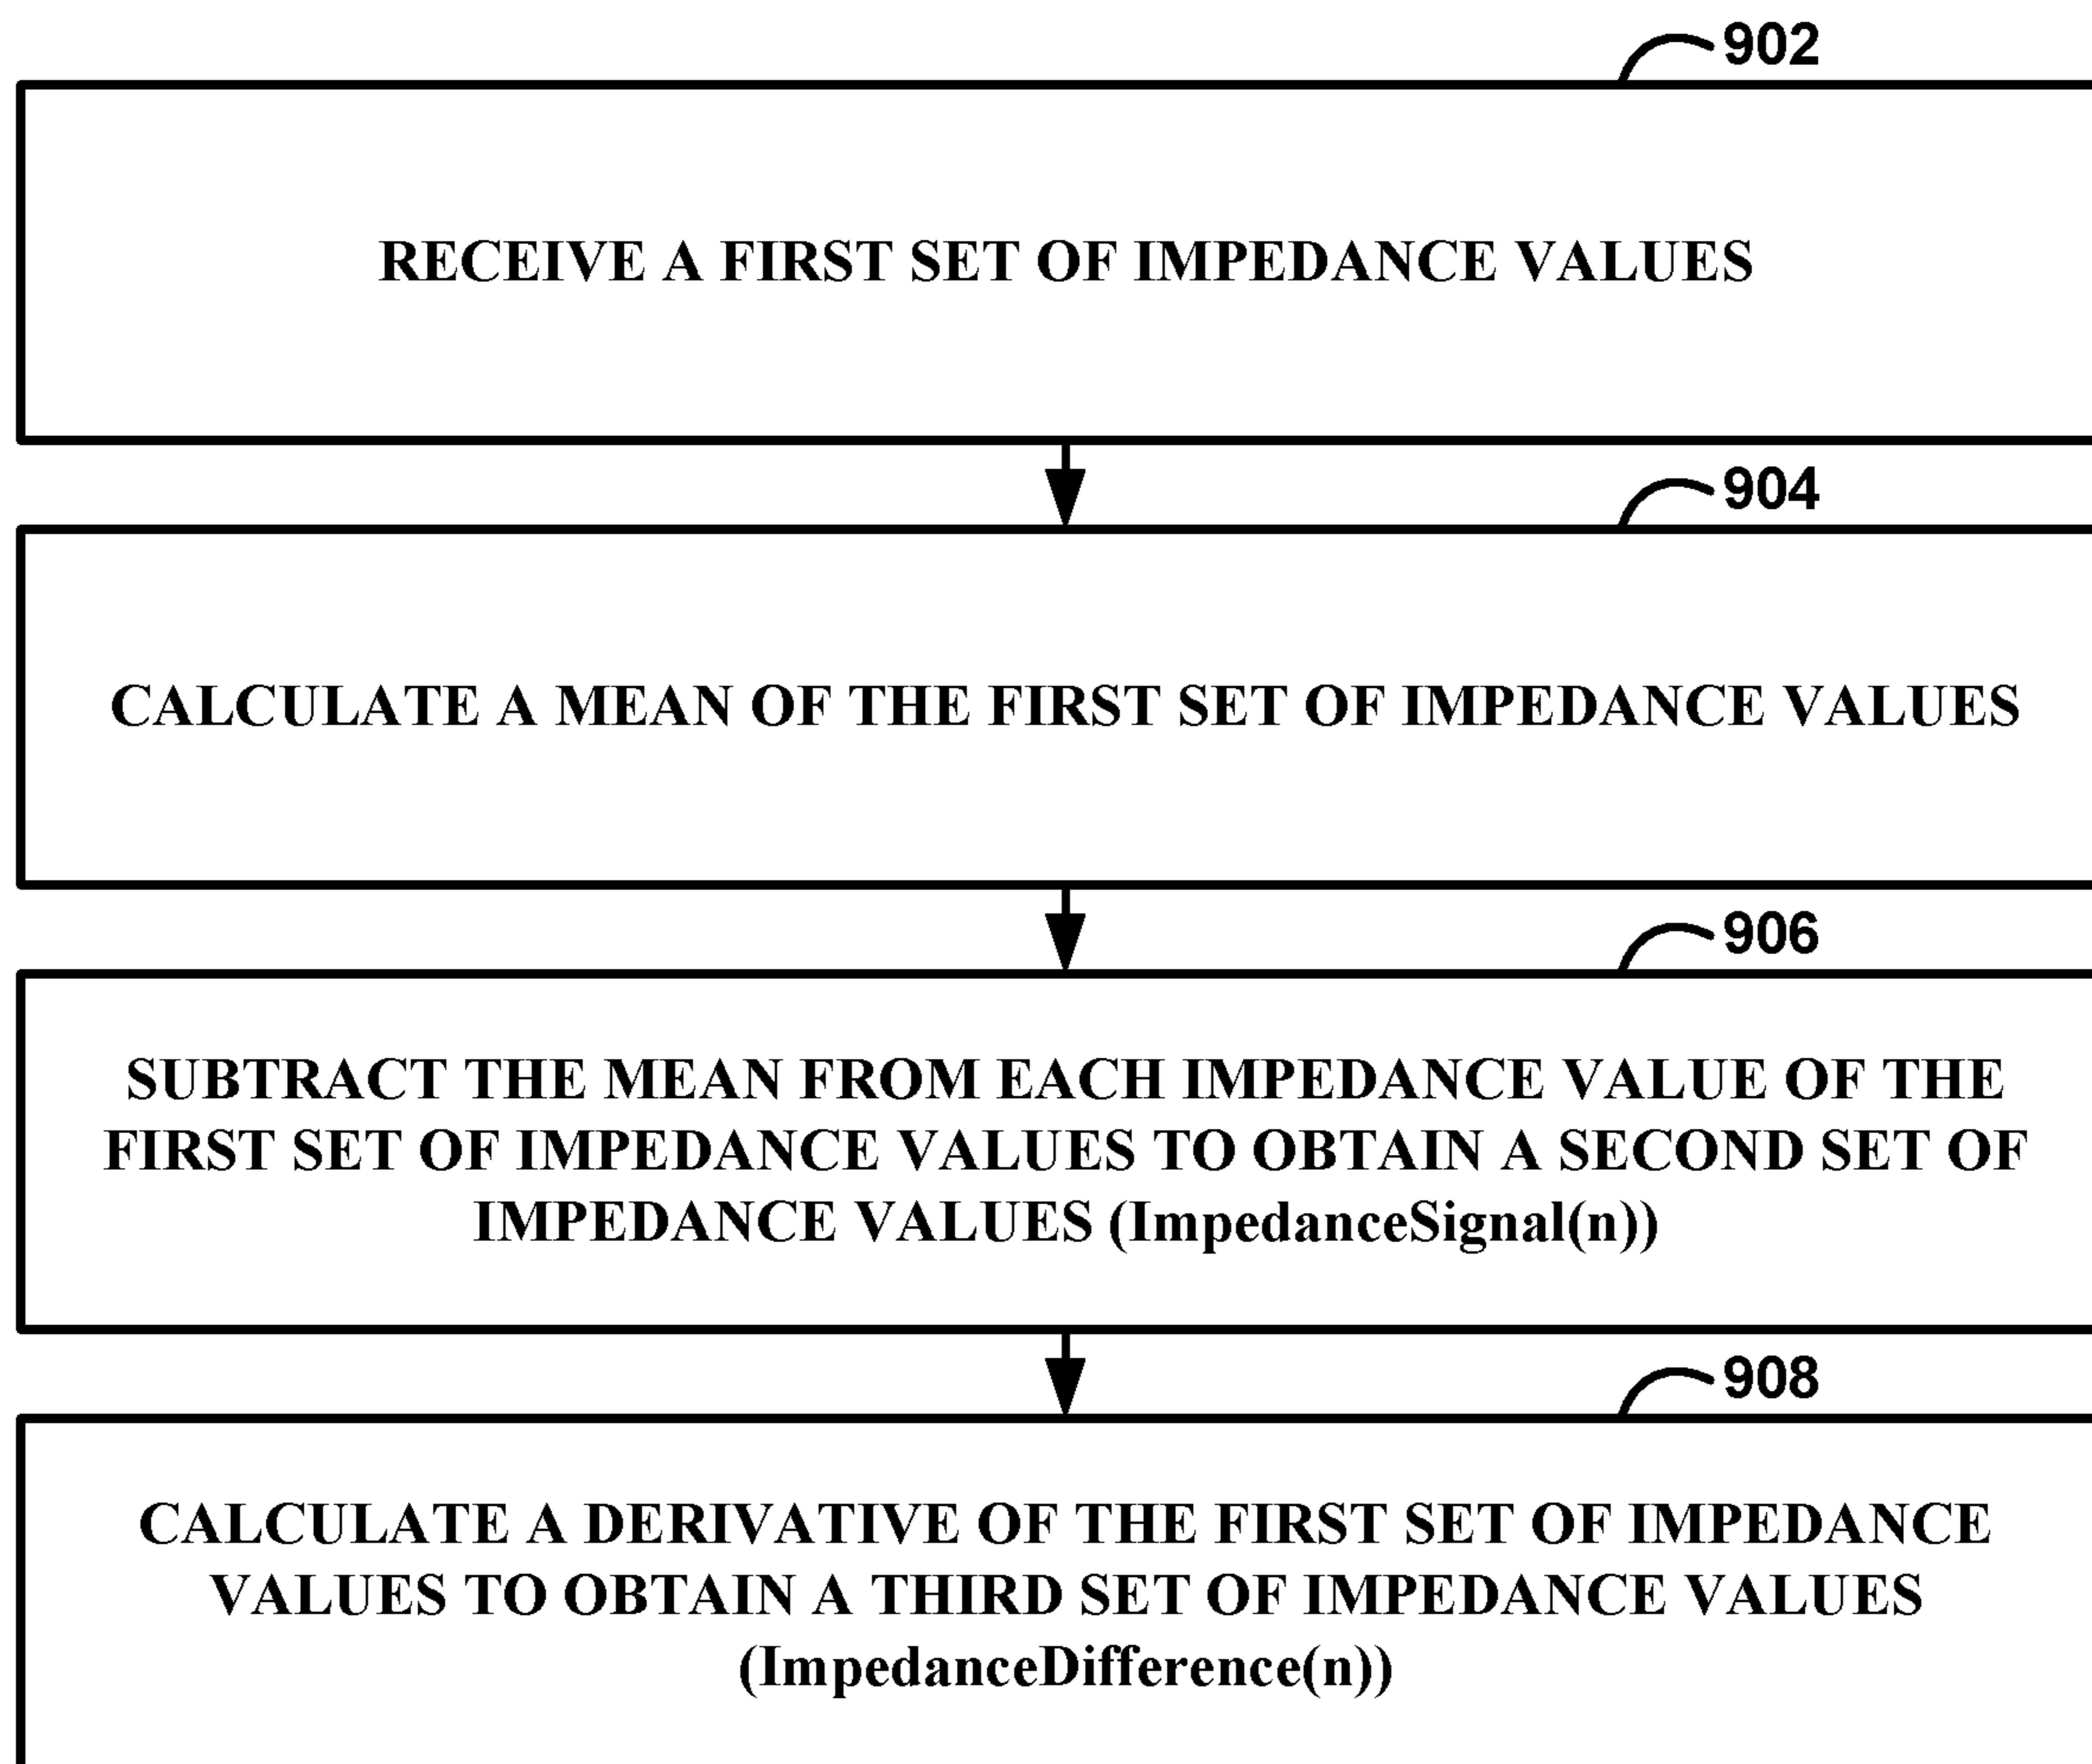 902
RECEIVE A FIRST SET OF IMPEDANCE VALUES
904
CALCULATE A MEAN OF THE FIRST SET OF IMPEDANCE VALUES
906
SUBTRACT THE MEAN FROM EACH IMPEDANCE VALUE OF THE
FIRST SET OF IMPEDANCE VALUES TO OBTAIN A SECOND SET OF
IMPEDANCE VALUES (ImpedanceSignal(n))
908
CALCULATE A DERIVATIVE OF THE FIRST SET OF IMPEDANCE
VALUES TO OBTAIN A THIRD SET OF IMPEDANCE VALUES
(ImpedanceDifference(n))